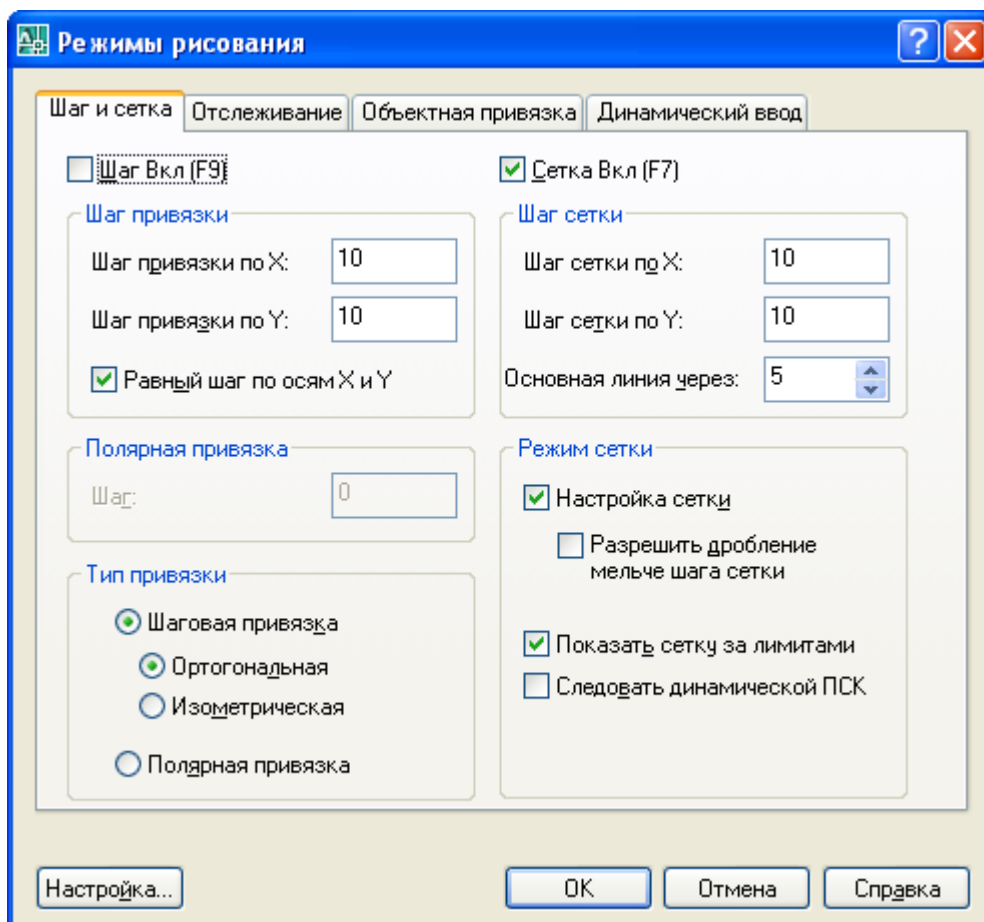 Режимы рисования
Шаг и сетка
Отслеживание
Объектная привязка
Динамический ввод
Шаг Вкл (F9)
Шаг привязки
Шаг привязки по X: 10
Шаг привязки по Y: 10
Равный шаг по осям X и Y
Полярная привязка
Шаг: 0
Тип привязки
Шаговая привязка
Ортогональная
Изометрическая
Полярная привязка
Сетка Вкл (F7)
Шаг сетки
Шаг сетки по X: 10
Шаг сетки по Y: 10
Основная линия через: 5
Режим сетки
Настройка сетки
Разрешить дробление
мельче шага сетки
Показать сетку за лимитами
Следовать динамической ПСК
Настройка...
OK
Отмена
Справка